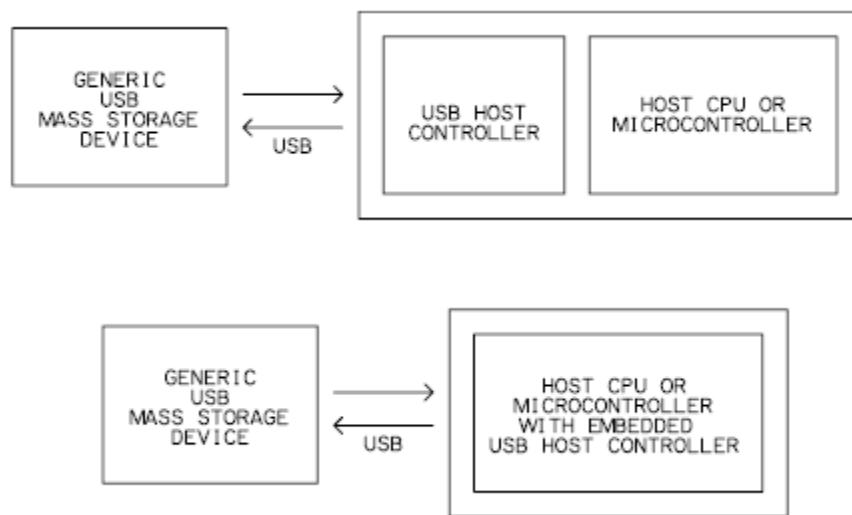 GENERIC
USB
MASS STORAGE
DEVICE
USB
USB HOST
CONTROLLER
HOST CPU OR
MICROCONTROLLER
GENERIC
USB
MASS STORAGE
DEVICE
USB
HOST CPU OR
MICROCONTROLLER
WITH EMBEDDED
USB HOST CONTROLLER